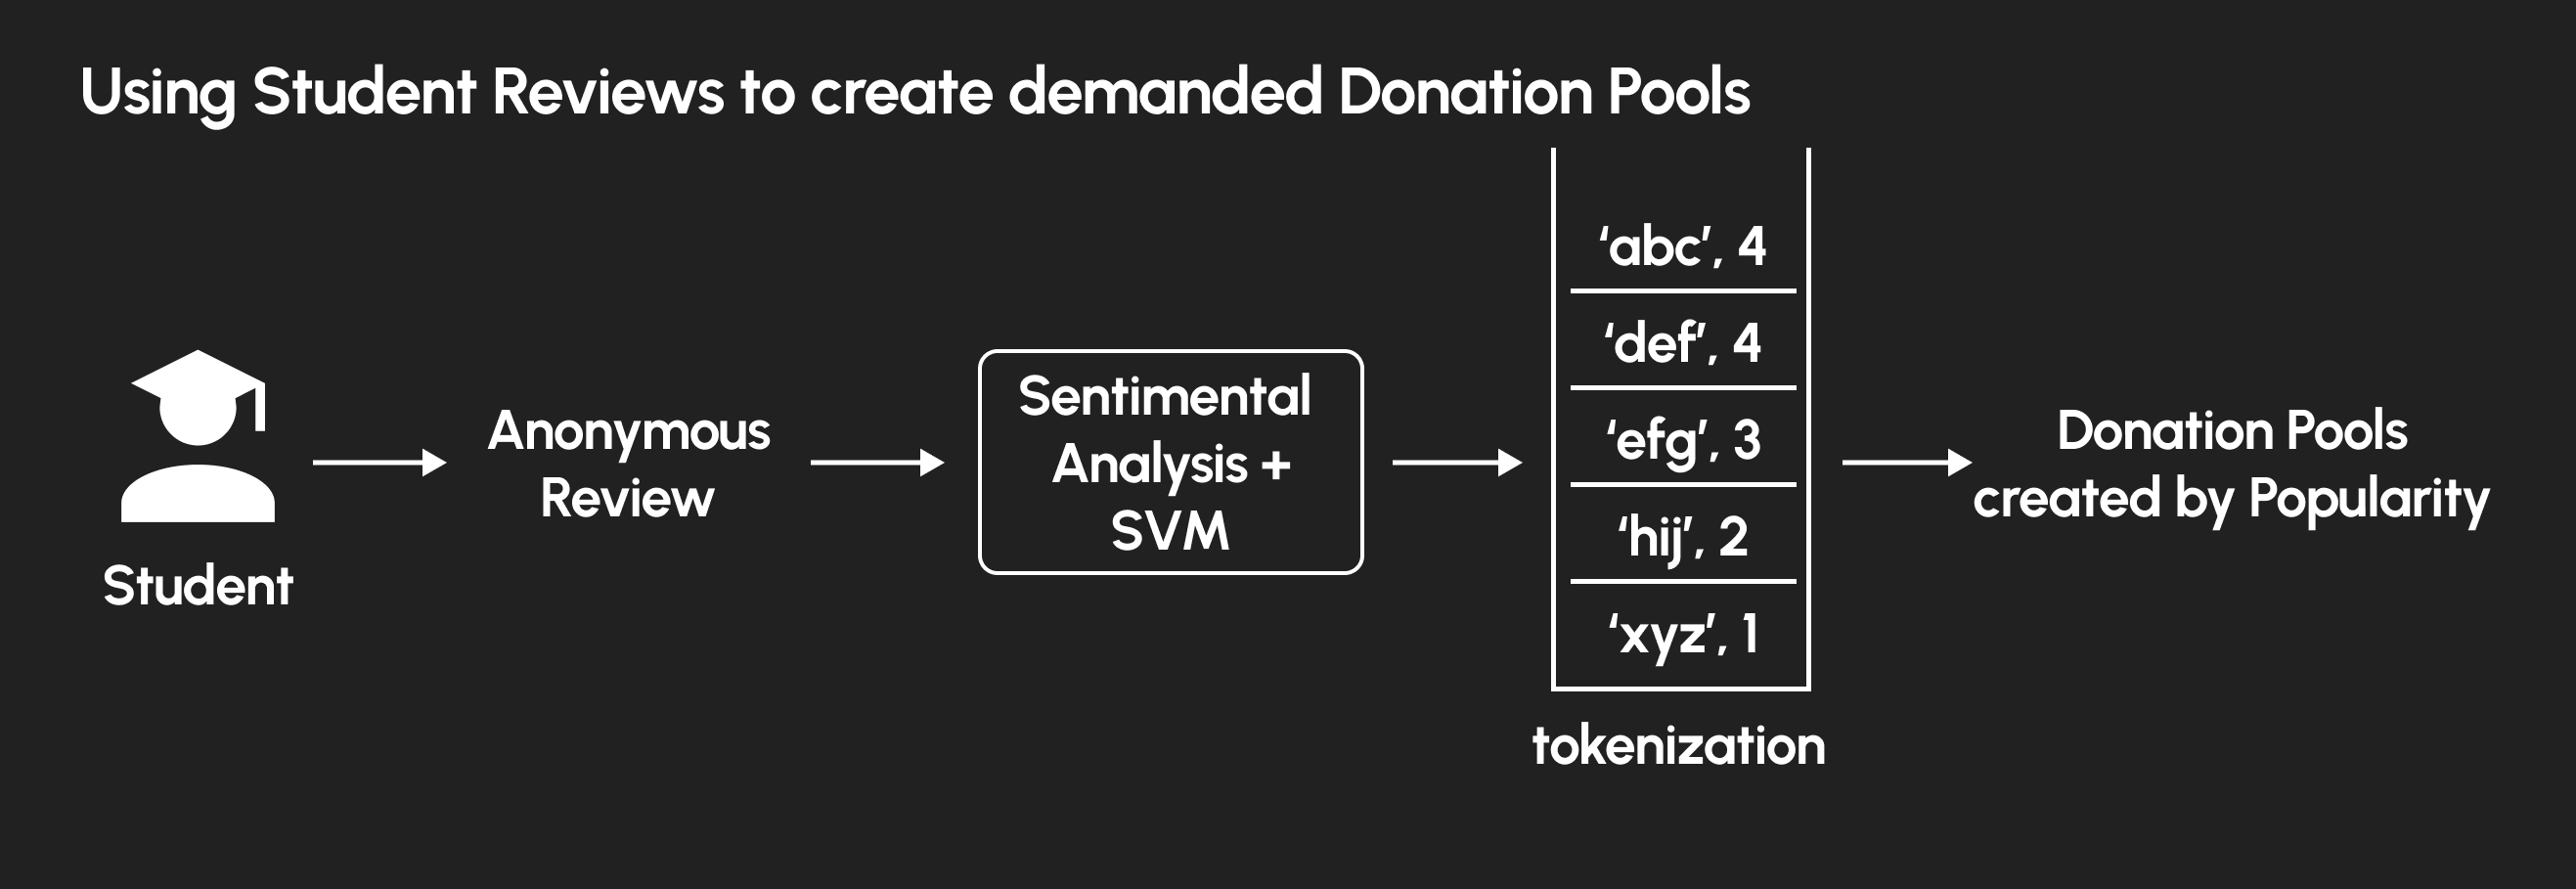 Using Student Reviews to create demanded Donation Pools
Student
Anonymous
Review
Sentimental
Analysis +
SVM
‘abc’, 4
‘def’, 4
‘efg’, 3
‘hij’, 2
‘xyz’, 1
tokenization
Donation Pools
created by Popularity